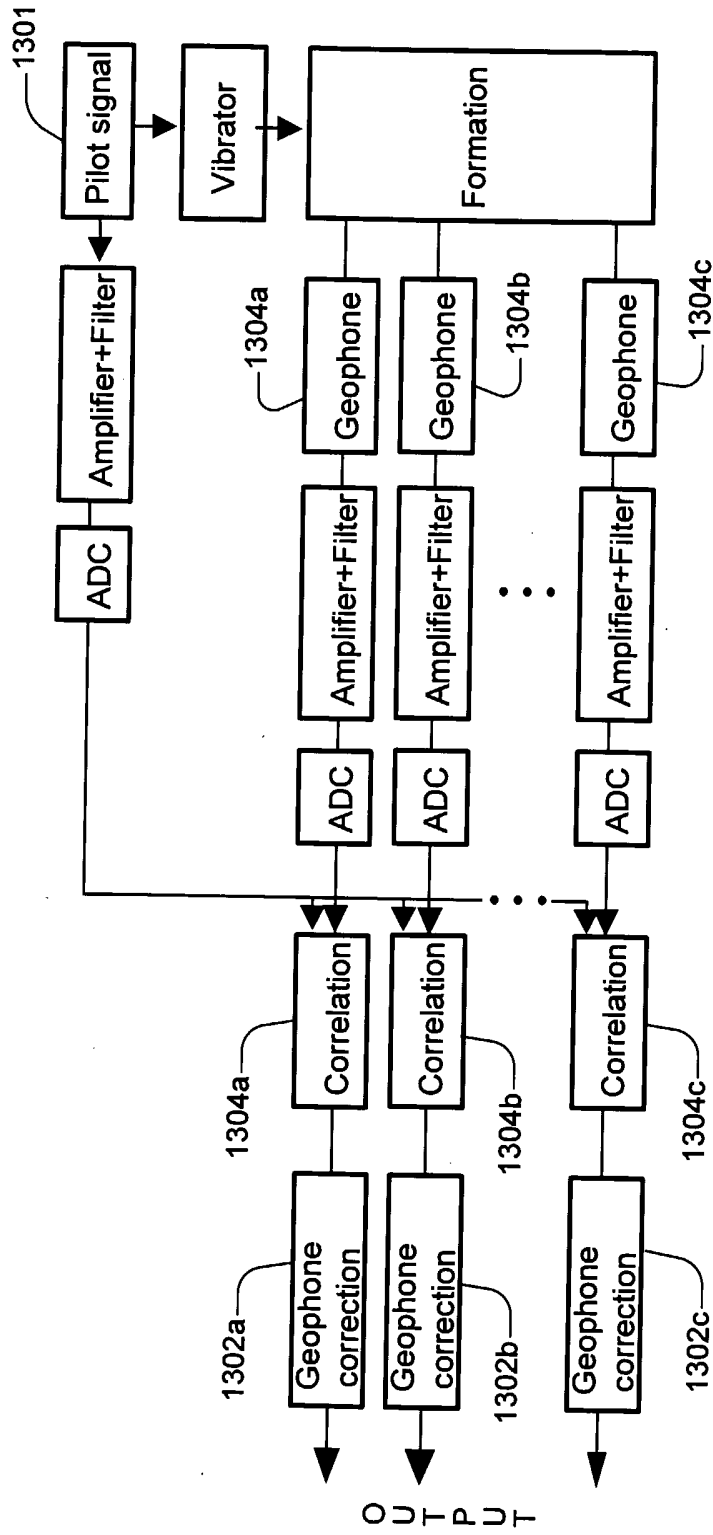 1301
ADC
Amplifier+Filter
Pilot signal
Vibrator
1302a
1304a
1304a
Geophone
correction
Correlation
ADC
Amplifier+Filter
Geophone
Formation
OUTPUT
Geophone
correction
Correlation
ADC
Amplifier+Filter
Geophone
1302b
1304b
1304b
Geophone
correction
Correlation
ADC
Amplifier+Filter
Geophone
1302c
1304c
1304c